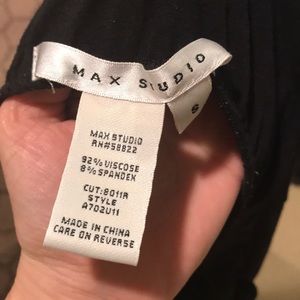 MAX STUDIO
S
MAX STUDIO
RN#58822
92% VISCOSE
8% SPANDEX
CUT:8011R
STYLE
A702U11
MADE IN CHINA
CARE ON REVERSE